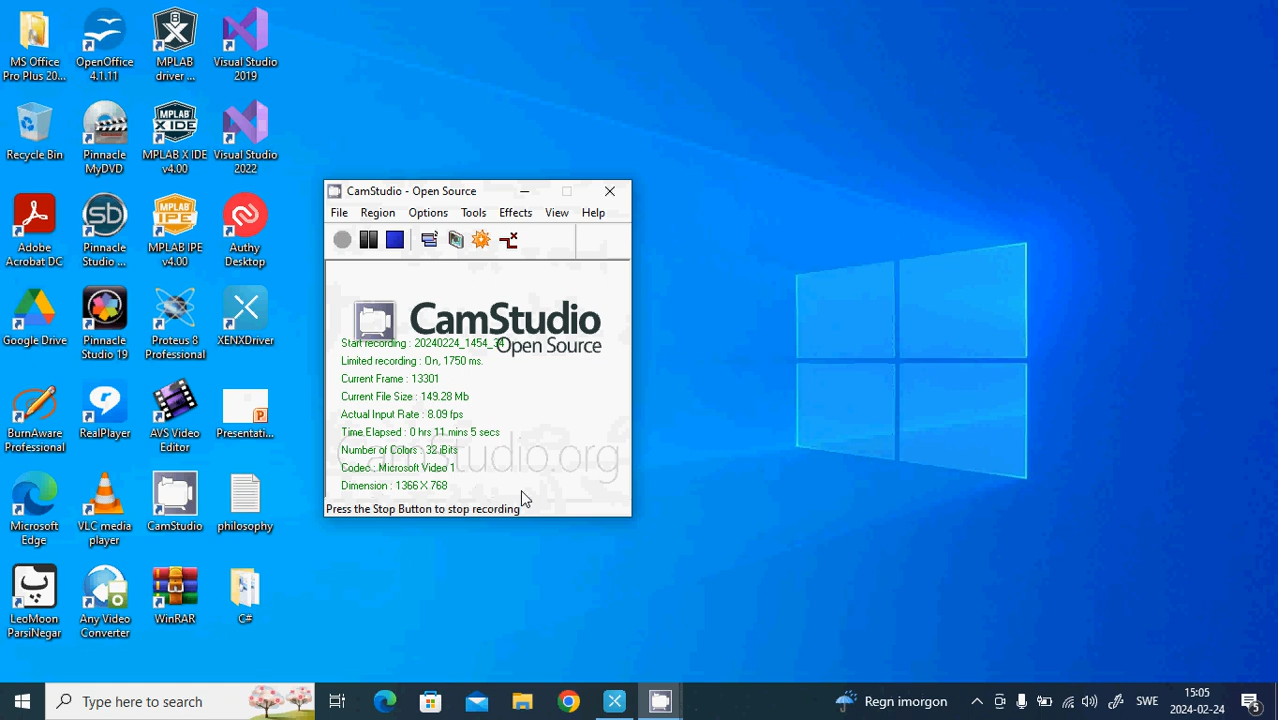 MS Office
Pro Plus 20...
OpenOffice
4.1.11
MPLAB
driver ...
Visual Studio
2019
Recycle Bin
Pinnacle
MyDVD
MPLAB X IDE
v4.00
Visual Studio
2022
Adobe
Acrobat DC
Pinnacle
Studio ...
MPLAB IPE
v4.00
Authy
Desktop
Google Drive
Pinnacle
Studio 19
Proteus 8
Professional
XENXDriver
BurnAware
Professional
RealPlayer
AVS Video
Editor
Presentati...
Microsoft
Edge
VLC media
player
CamStudio
philosophy
LeoMoon
ParsiNegar
Any Video
Converter
WinRAR
C#
CamStudio - Open Source
File Region Options Tools Effects View Help
CamStudio
Open Source
Start recording : 20240224_1454_34
Limited recording : On, 1750 ms.
Current Frame : 13301
Current File Size : 149.28 Mb
Actual Input Rate : 8.09 fps
Time Elapsed : 0 hrs 11 mins 5 secs
Number of Colors : 32 Bits
CamStudio.org
Codec : Microsoft Video 1
Dimension : 1366 X 768
Press the Stop Button to stop recording
Type here to search
Regn imorgon
SWE
15:05
2024-02-24
5